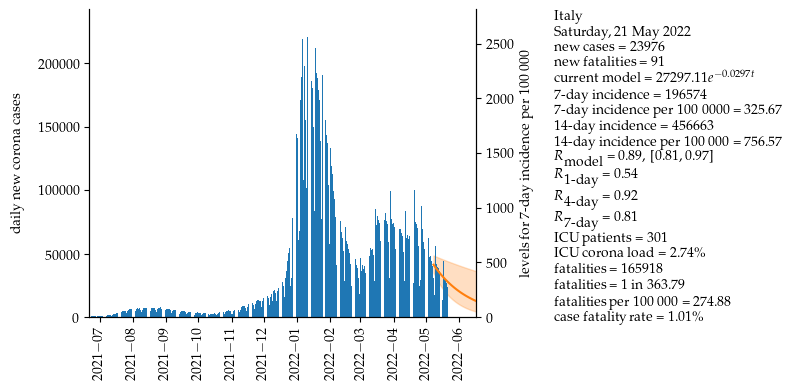 daily new corona cases
0
50000
100000
150000
200000
2021−07
2021−08
2021−09
2021−10
2021−11
2021−12
2022−01
2022−02
2022−03
2022−04
2022−05
2022−06
0
500
1000
1500
2000
2500
levels for 7-day incidence per 100 000
Italy
Saturday, 21 May 2022
new cases = 23976
new fatalities = 91
current model = 27297.11e^{−0.0297t}
7-day incidence = 196574
7-day incidence per 100 0000 = 325.67
14-day incidence = 456663
14-day incidence per 100 000 = 756.57
R_model = 0.89, [0.81, 0.97]
R_1-day = 0.54
R_4-day = 0.92
R_7-day = 0.81
ICU patients = 301
ICU corona load = 2.74%
fatalities = 165918
fatalities = 1 in 363.79
fatalities per 100 000 = 274.88
case fatality rate = 1.01%